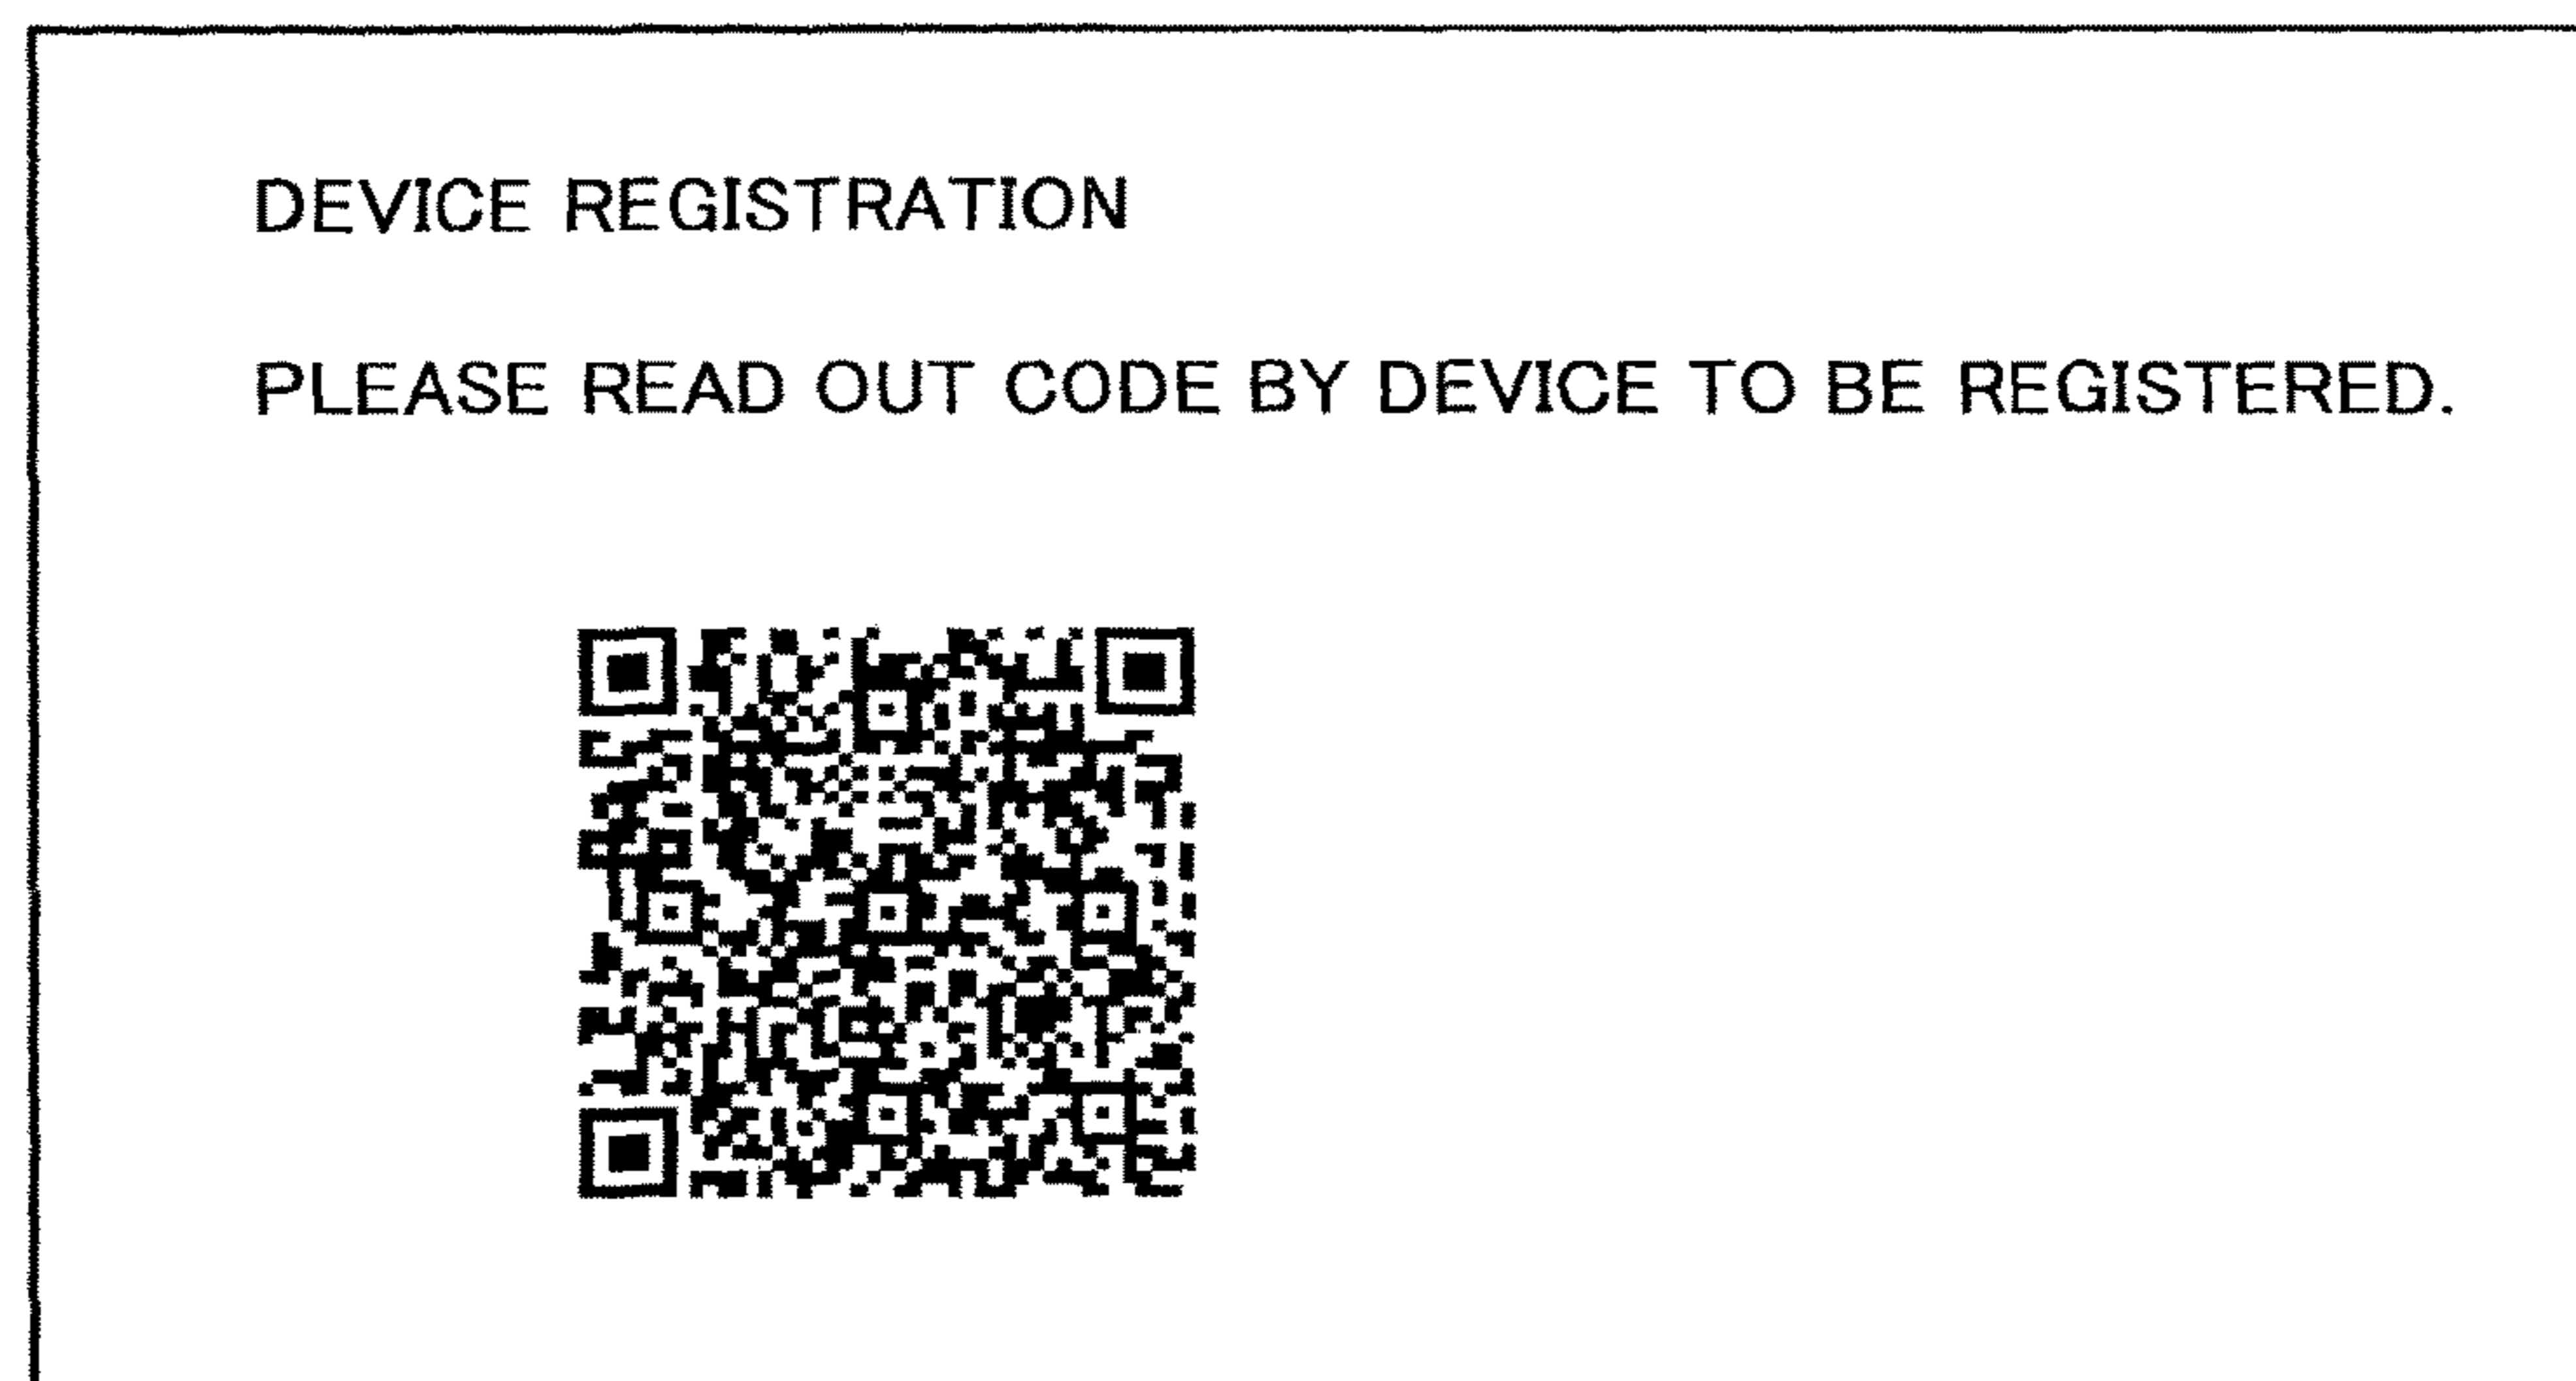 DEVICE REGISTRATION
PLEASE READ OUT CODE BY DEVICE TO BE REGISTERED.